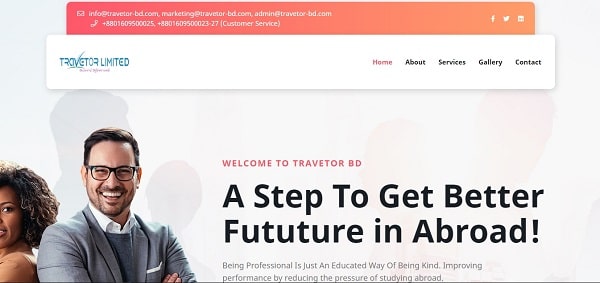 info@travetor-bd.com, marketing@travetor-bd.com, admin@travetor-bd.com
+8801609500025, +8801609500023-27 (Customer Service)
TRAVETOR LIMITED
Home About Services Gallery Contact
WELCOME TO TRAVETOR BD
A Step To Get Better
Fututure in Abroad!
Being Professional Is Just An Educated Way Of Being Kind. Improving
performance by reducing the pressure of studying abroad.